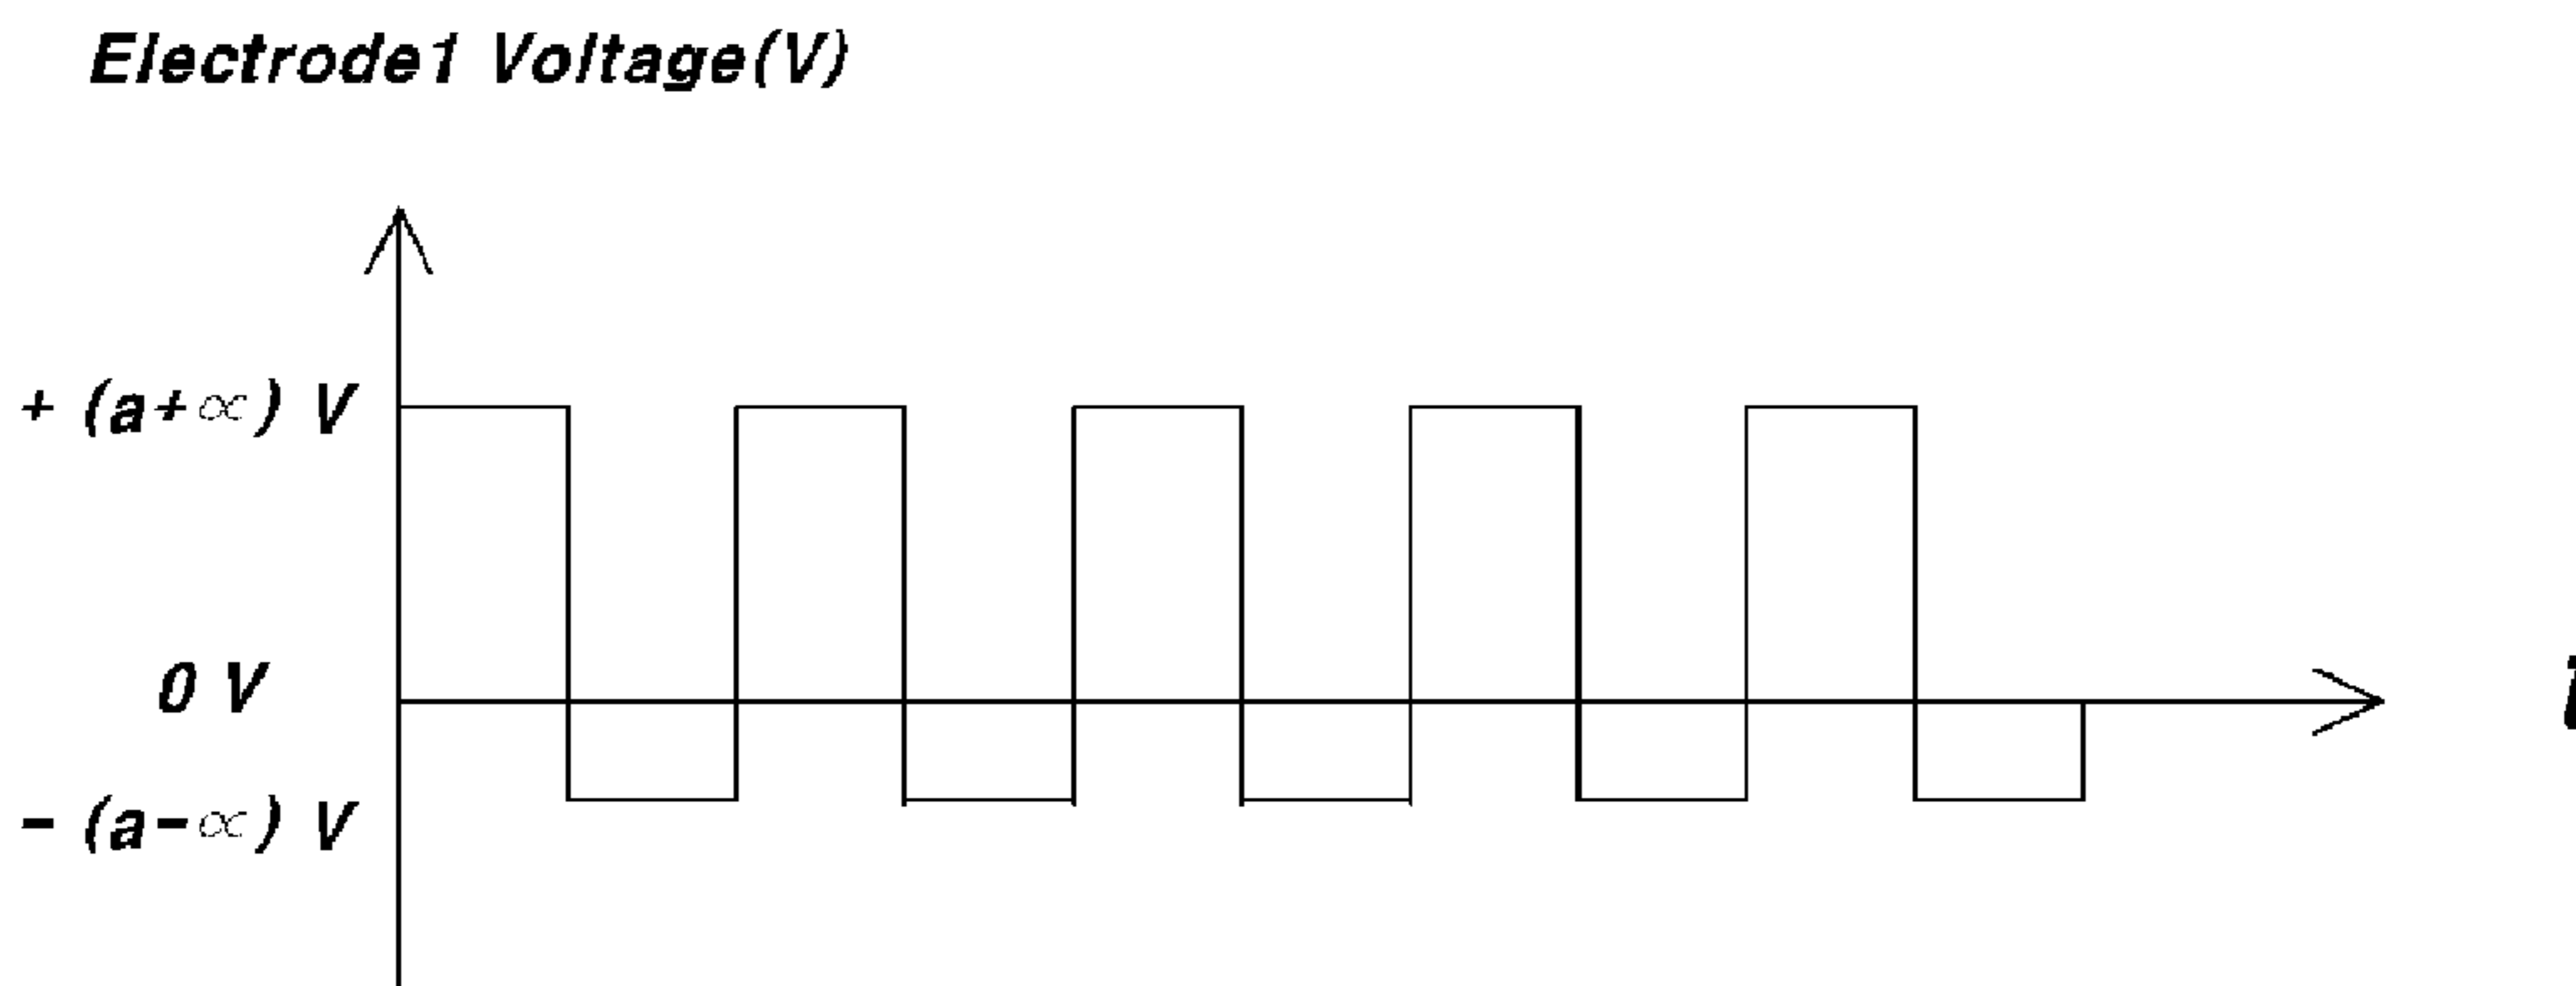 Electrode1 Voltage(V)
+ (a+∝) V
0 V
- (a-∝) V